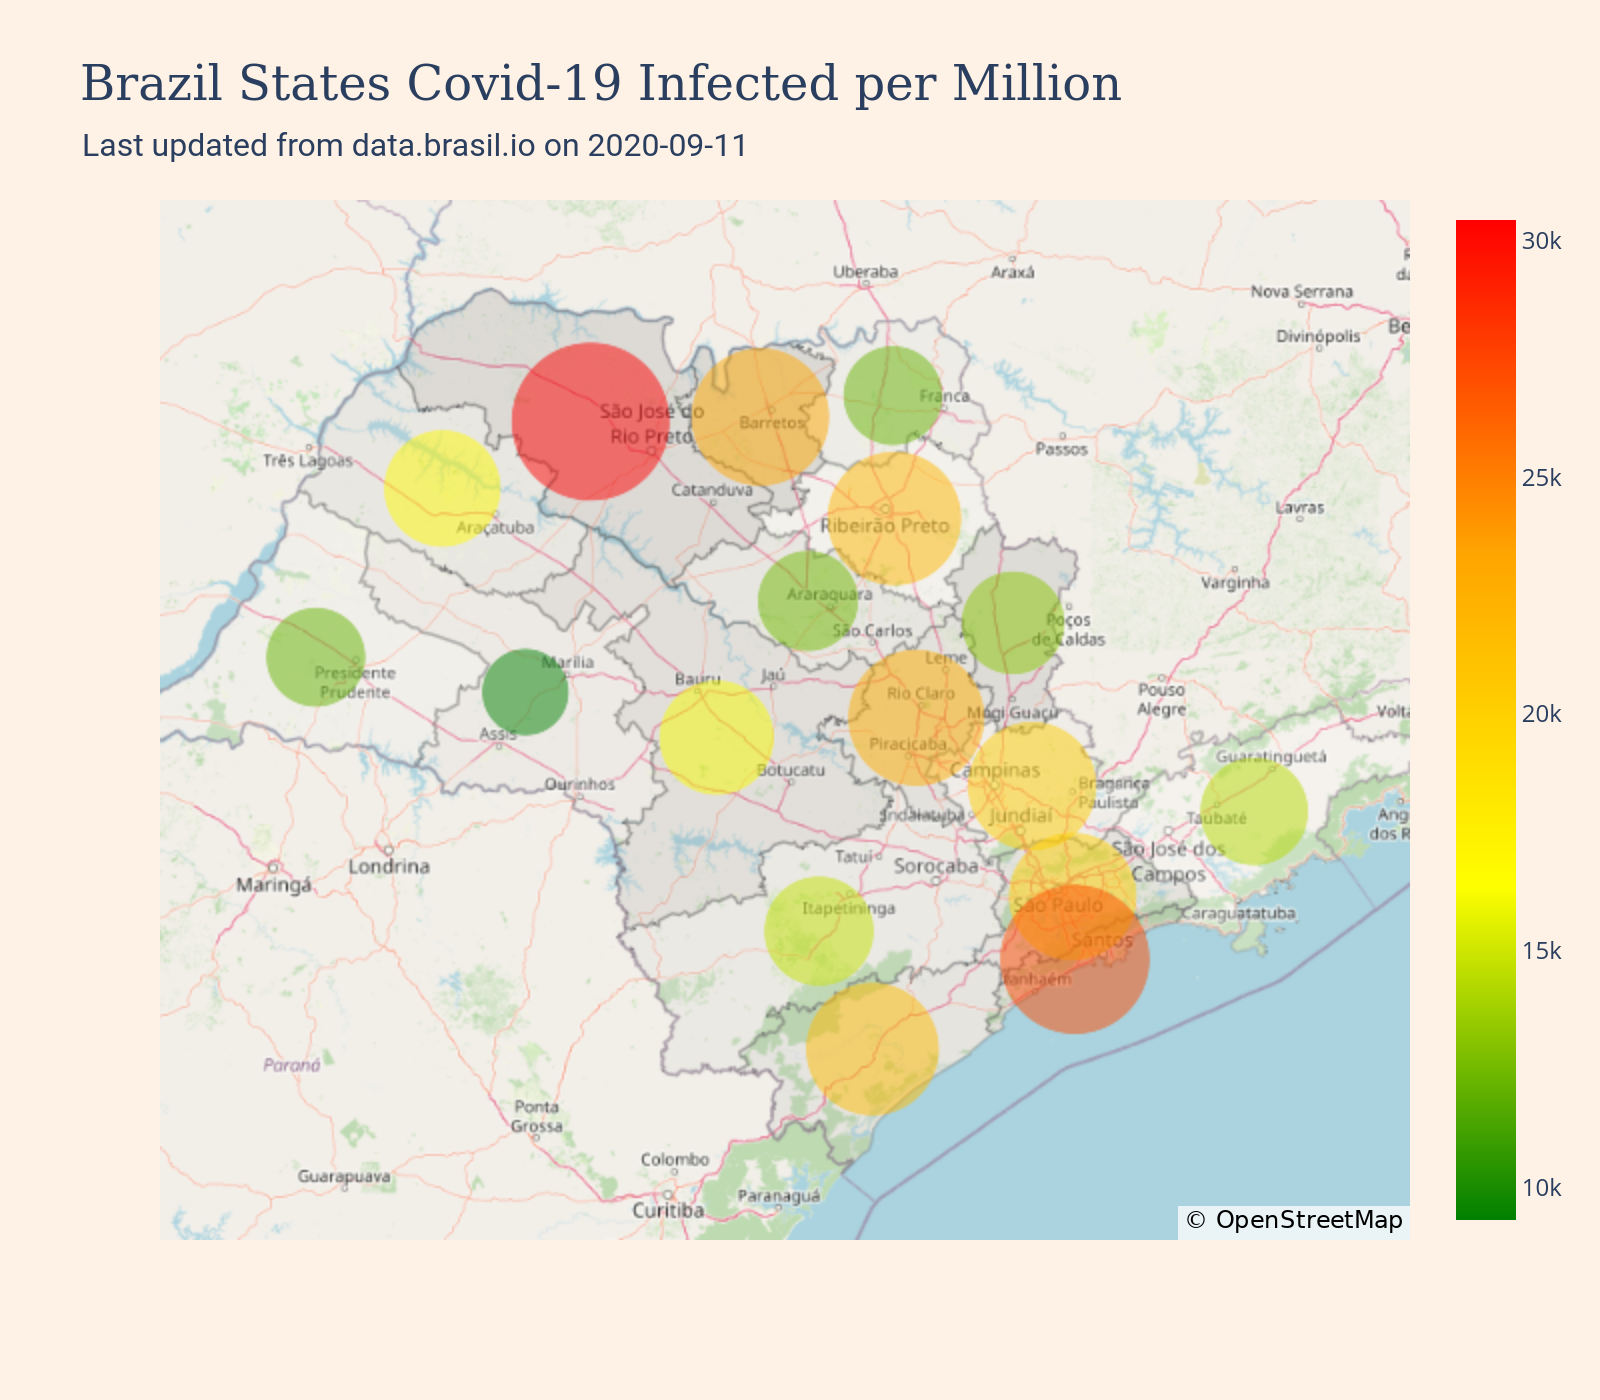 Brazil States Covid-19 Infected per Million
Last updated from data.brasil.io on 2020-09-11
30k
25k
20k
15k
10k
Uberaba
Araxá
Nova Serrana
Divinópolis
Be
Franca
São José do
Rio Preto
Barretos
Passos
Três Lagoas
Catanduva
Araçatuba
Ribeirão Preto
Lavras
Varginha
Araraquara
São Carlos
Poços
de Caldas
Leme
Marília
Presidente
Prudente
Bauru
Jaú
Rio Claro
Mogi Guaçu
Pouso
Alegre
Volta
Assis
Piracicaba
Guaratinguetá
Ourinhos
Botucatu
Campinas
Bragança
Paulista
Indaiatuba
Jundiaí
Taubaté
Ang
dos R
Londrina
Maringá
Tatuí
Sorocaba
São José dos
Campos
Itapetininga
São Paulo
Caraguatatuba
Santos
Itanhaém
Paraná
Ponta
Grossa
Guarapuava
Colombo
Curitiba
Paranaguá
© OpenStreetMap